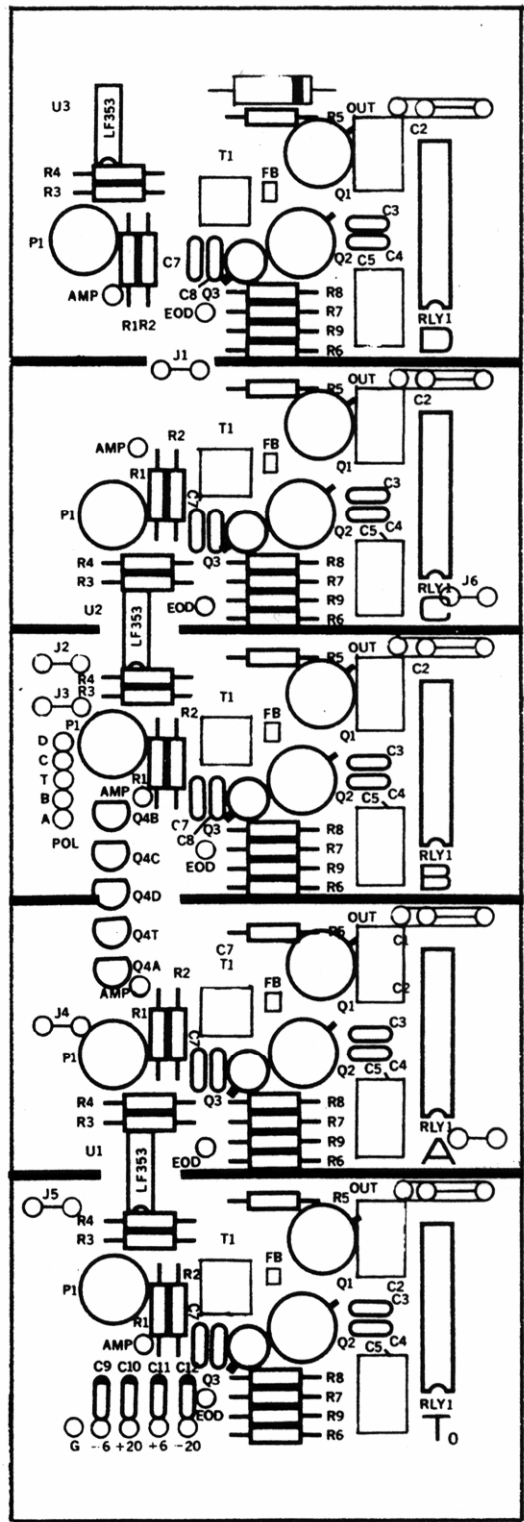 U3
LF353
R5
OUT
C2
T1
FB
R4
R3
Q1
C3
P1
C7
C8
Q3
Q2
C5
C4
AMP
R1
R2
EOD
R8
R7
R9
R6
RLY1
D
J1
R5
OUT
C2
R2
T1
FB
AMP
R1
Q1
C7
C3
P1
Q3
Q2
C5
C4
R4
R3
R8
R7
U2
LF353
EOD
R9
R6
RLY1
C
J6
J2
R5
OUT
C2
R4
R3
J3
T1
FB
P1
R2
Q1
D
C
T
B
A
POL
AMP
R1
C3
Q2
C5
C4
Q4B
C7
C8
Q3
R8
R7
EOD
R9
R6
RLY1
B
Q4C
Q4D
Q4T
Q4A
R5
OUT
C1
C7
T1
R2
FB
C2
AMP
Q1
J4
R1
C7
C3
P1
Q3
Q2
C5
C4
R4
R3
R8
R7
U1
LF353
EOD
R9
R6
RLY1
A
J5
R5
OUT
R4
R3
T1
FB
P1
R2
Q1
C2
R1
C7
C3
AMP
Q2
C5
C4
C9
C10
C11
C12
Q3
R8
R7
EOD
R9
R6
RLY1
T0
G
-6
+20
+6
-20